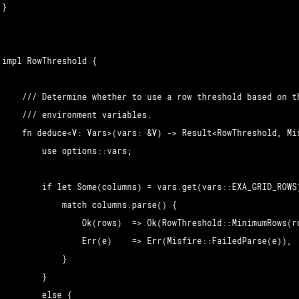 }
impl RowThreshold {
/// Determine whether to use a row threshold based on th
/// environment variables.
fn deduce<V: Vars>(vars: &V) -> Result<RowThreshold, Mis
use options::vars;
if let Some(columns) = vars.get(vars::EXA_GRID_ROWS)
match columns.parse() {
Ok(rows)  => Ok(RowThreshold::MinimumRows(ro
Err(e)    => Err(Misfire::FailedParse(e)),
}
}
else {